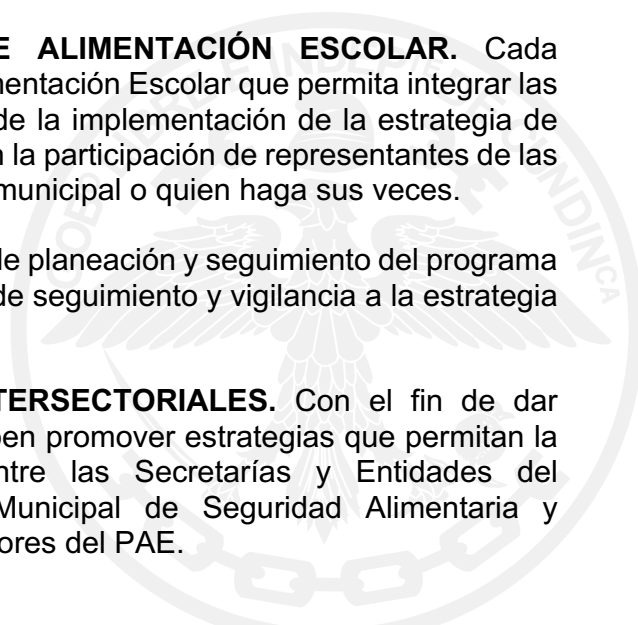 E ALIMENTACIÓN ESCOLAR. Cada
mentación Escolar que permita integrar las
de la implementación de la estrategia de
la participación de representantes de las
municipal o quien haga sus veces.
de planeación y seguimiento del programa
de seguimiento y vigilancia a la estrategia
TERSECTORIALES. Con el fin de dar
ben promover estrategias que permitan la
ntre las Secretarías y Entidades del
Municipal de Seguridad Alimentaria y
ores del PAE.